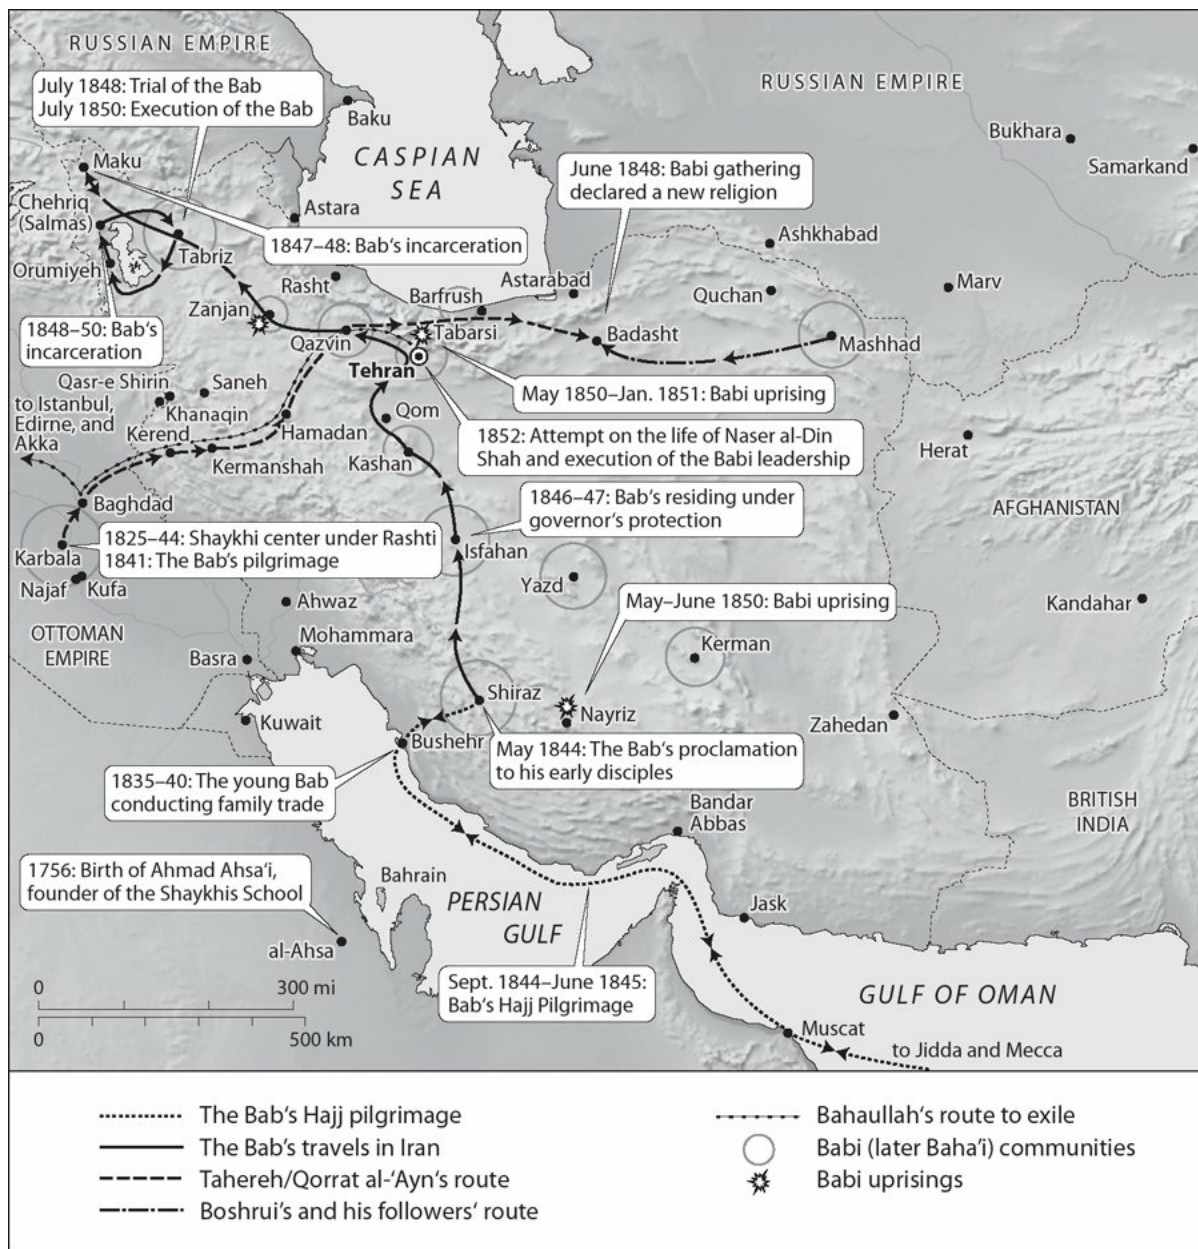 RUSSIAN EMPIRE
RUSSIAN EMPIRE
July 1848: Trial of the Bab
July 1850: Execution of the Bab
Baku
CASPIAN
SEA
Bukhara
Samarkand
Maku
June 1848: Babi gathering
declared a new religion
Chehriq
(Salmas)
Astara
1847–48: Bab's incarceration
Tabriz
Ashkhabad
Orumiyeh
Rasht
Astarabad
Barfrush
Quchan
Marv
Zanjan
1848–50: Bab's
incarceration
Qazvin
Tabarsi
Badasht
Mashhad
Tehran
Qasr-e Shirin
Saneh
May 1850–Jan. 1851: Babi uprising
to Istanbul,
Edirne, and
Akka
Khanaqin
Qom
Kerend
Hamadan
1852: Attempt on the life of Naser al-Din
Shah and execution of the Babi leadership
Herat
Kermanshah
Kashan
Baghdad
1846–47: Bab's residing under
governor's protection
AFGHANISTAN
1825–44: Shaykhi center under Rashti
1841: The Bab's pilgrimage
Karbala
Isfahan
Najaf
Kufa
Yazd
May–June 1850: Babi uprising
Ahwaz
Kandahar
OTTOMAN
EMPIRE
Mohammara
Basra
Kerman
Shiraz
Kuwait
Nayriz
Zahedan
Bushehr
May 1844: The Bab's proclamation
to his early disciples
1835–40: The young Bab
conducting family trade
Bandar
Abbas
BRITISH
INDIA
1756: Birth of Ahmad Ahsa'i,
founder of the Shaykhis School
Bahrain
PERSIAN
GULF
Jask
al-Ahsa
Sept. 1844–June 1845:
Bab's Hajj Pilgrimage
GULF OF OMAN
0 300 mi
0 500 km
Muscat
to Jidda and Mecca
The Bab's Hajj pilgrimage
The Bab's travels in Iran
Tahereh/Qorrat al-'Ayn's route
Boshrui's and his followers' route
Bahaullah's route to exile
Babi (later Baha'i) communities
Babi uprisings